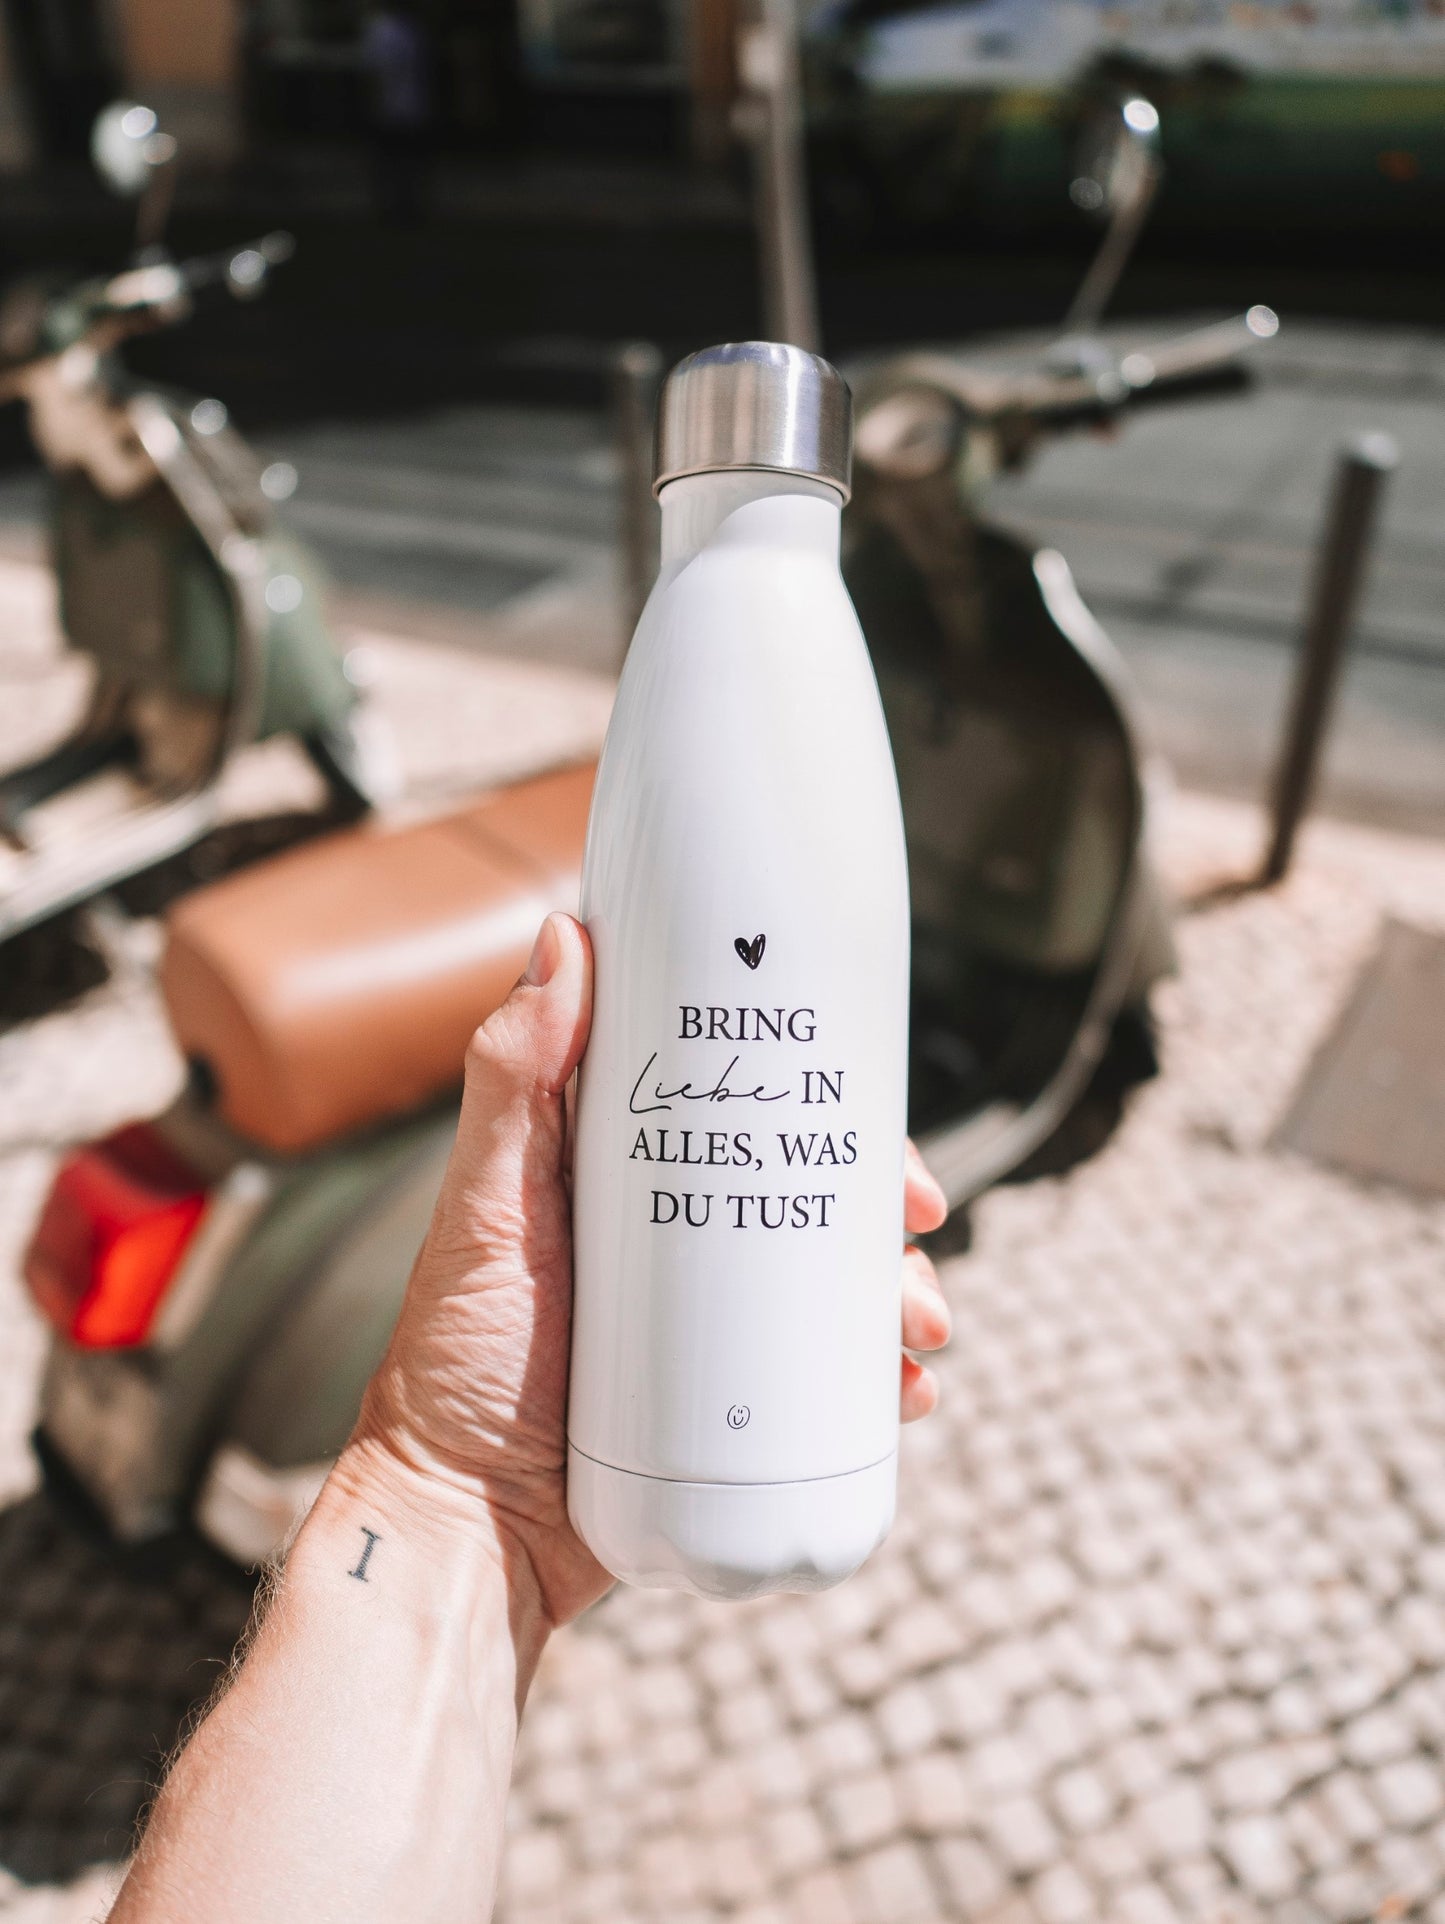 BRING
Liebe IN
ALLES, WAS
DU TUST
I